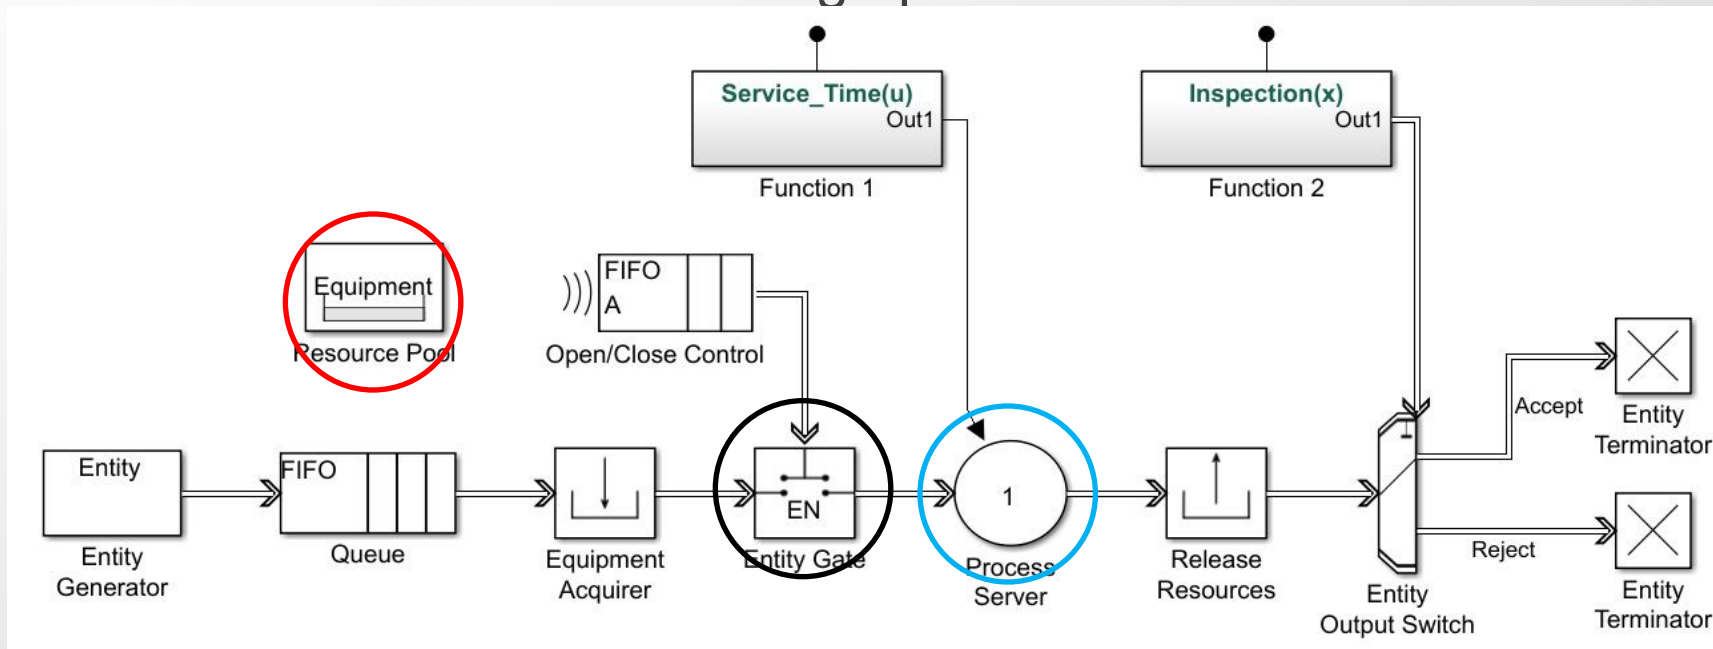 Service_Time(u)
Out1
Function 1
Inspection(x)
Out1
Function 2
Equipment
Resource Pool
FIFO
A
Open/Close Control
Entity
Entity
Generator
FIFO
Queue
Equipment
Acquirer
EN
Entity Gate
1
Process
Server
Release
Resources
Entity
Output Switch
Accept
Reject
Entity
Terminator
Entity
Terminator